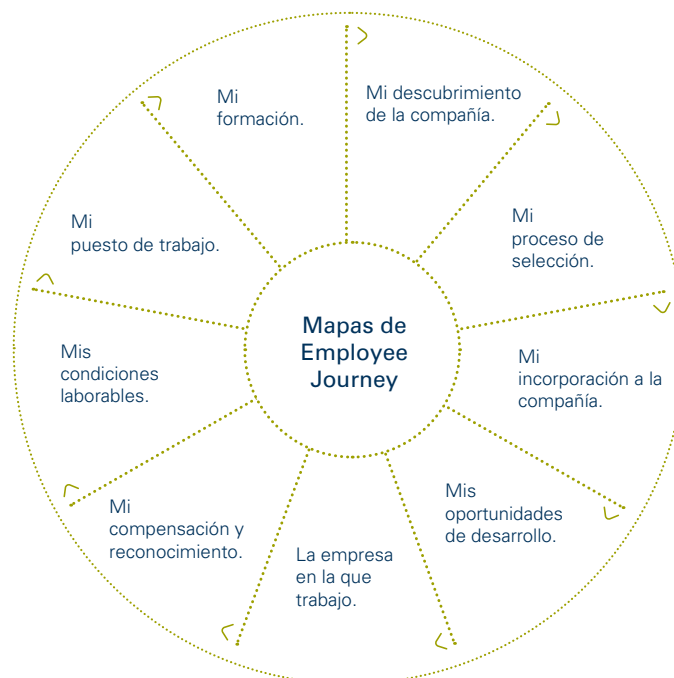 Mapas de
Employee
Journey
Mi descubrimiento
de la compañía.
Mi
proceso de
selección.
Mi
incorporación a la
compañía.
Mis
oportunidades
de desarrollo.
La empresa
en la que
trabajo.
Mi
compensación y
reconocimiento.
Mis
condiciones
laborables.
Mi
puesto de trabajo.
Mi
formación.